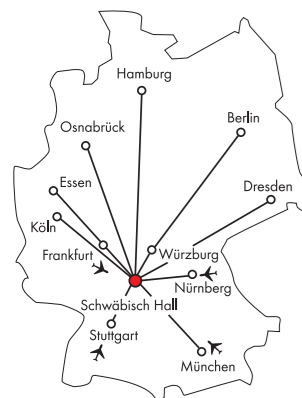 Hamburg
Berlin
Osnabrück
Essen
Dresden
Köln
Frankfurt
Würzburg
Nürnberg
Schwäbisch Hall
Stuttgart
München